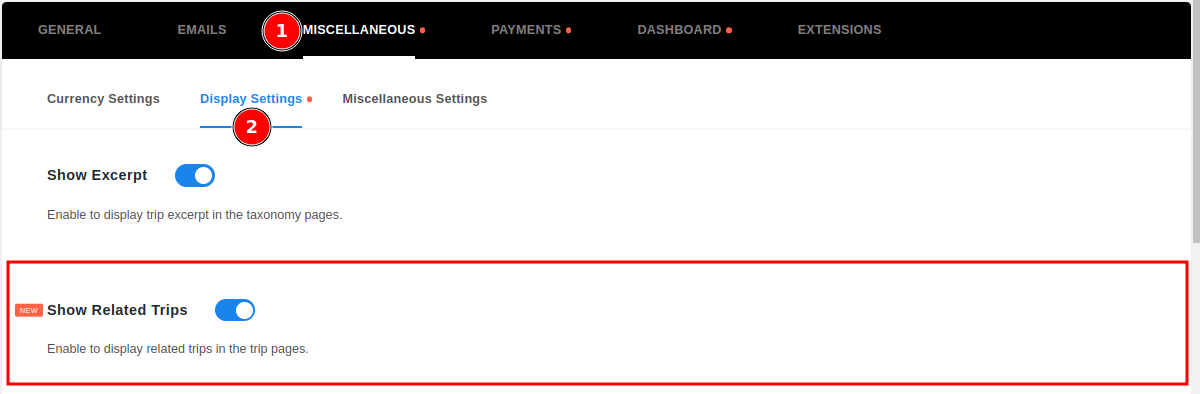 GENERAL EMAILS 1 MISCELLANEOUS PAYMENTS DASHBOARD EXTENSIONS
Currency Settings Display Settings Miscellaneous Settings
2
Show Excerpt
Enable to display trip excerpt in the taxonomy pages.
NEW Show Related Trips
Enable to display related trips in the trip pages.